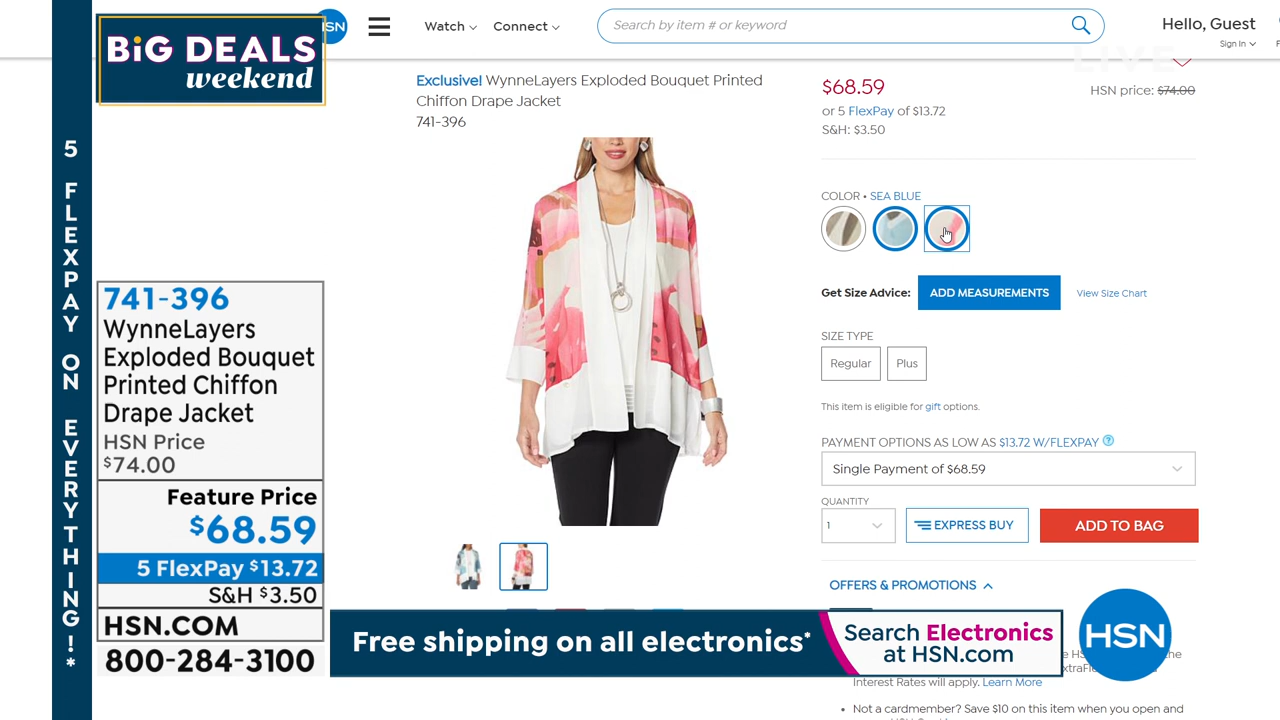 BiG DEALS
weekend
HSN
Watch
Connect
Search by item # or keyword
Hello, Guest
Sign In
LIVE
5 FLEXPAY ON EVERYTHING!*
Exclusive! WynneLayers Exploded Bouquet Printed
Chiffon Drape Jacket
741-396
$68.59
HSN price: $74.00
or 5 FlexPay of $13.72
S&H: $3.50
COLOR • SEA BLUE
Get Size Advice:
ADD MEASUREMENTS
View Size Chart
SIZE TYPE
Regular
Plus
This item is eligible for gift options.
PAYMENT OPTIONS AS LOW AS $13.72 W/FLEXPAY ?
Single Payment of $68.59
QUANTITY
1
EXPRESS BUY
ADD TO BAG
OFFERS & PROMOTIONS
741-396
WynneLayers
Exploded Bouquet
Printed Chiffon
Drape Jacket
HSN Price
$74.00
Feature Price
$68.59
5 FlexPay $13.72
S&H $3.50
HSN.COM
800-284-3100
Free shipping on all electronics*
Search Electronics
at HSN.com
HSN
the
Interest Rates will apply. Learn More
• Not a cardmember? Save $10 on this item when you open and